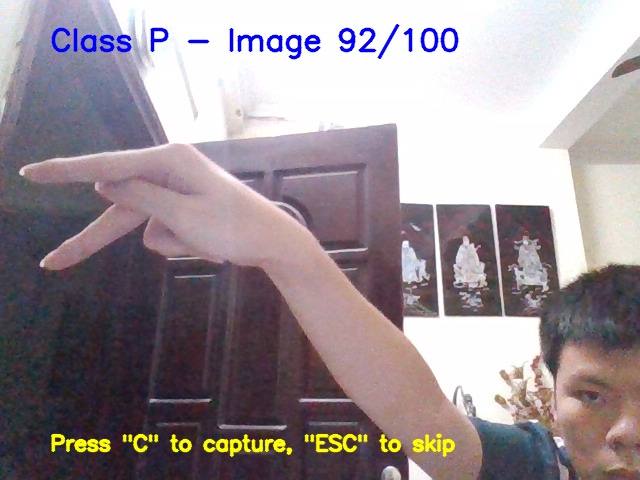 Class P - Image 92/100
Press "C" to capture, "ESC" to skip